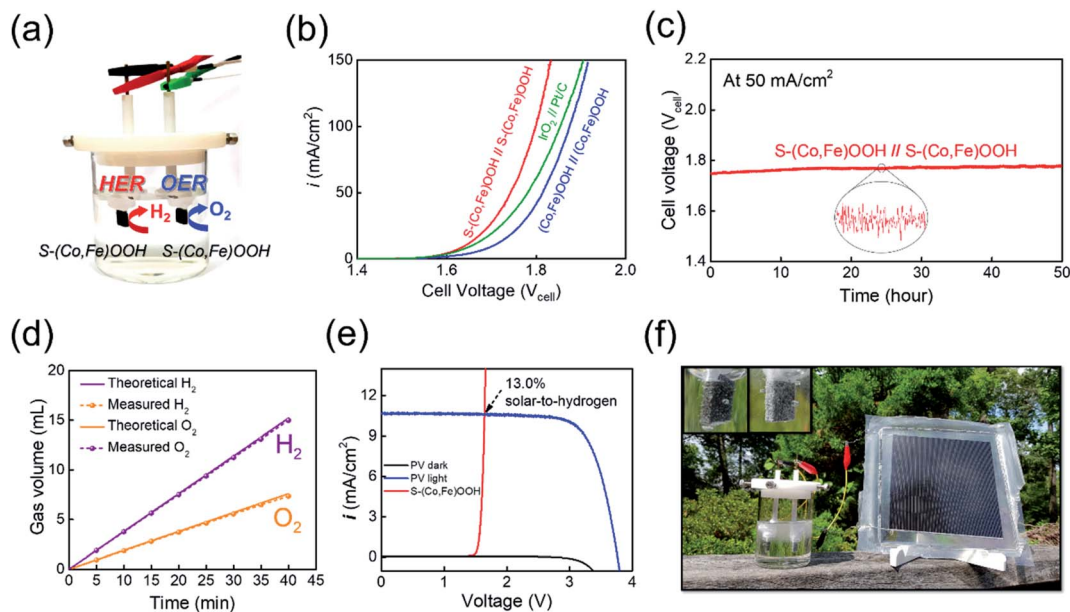 (a)
HER OER
H₂ O₂
S-(Co,Fe)OOH S-(Co,Fe)OOH
(b)
150
100
50
0
i (mA/cm²)
S-(Co,Fe)OOH // S-(Co,Fe)OOH
IrO₂ // Pt/C
(Co,Fe)OOH // (Co,Fe)OOH
1.4 1.6 1.8 2.0
Cell Voltage (V_cell)
(c)
At 50 mA/cm²
2.0
1.8
1.6
1.4
Cell voltage (V_cell)
S-(Co,Fe)OOH // S-(Co,Fe)OOH
0 10 20 30 40 50
Time (hour)
(d)
20
15
10
5
0
Gas volume (mL)
Theoretical H₂
Measured H₂
Theoretical O₂
Measured O₂
H₂
O₂
0 5 10 15 20 25 30 35 40 45
Time (min)
(e)
12
9
6
3
0
i (mA/cm²)
13.0%
solar-to-hydrogen
PV dark
PV light
S-(Co,Fe)OOH
0 1 2 3 4
Voltage (V)
(f)